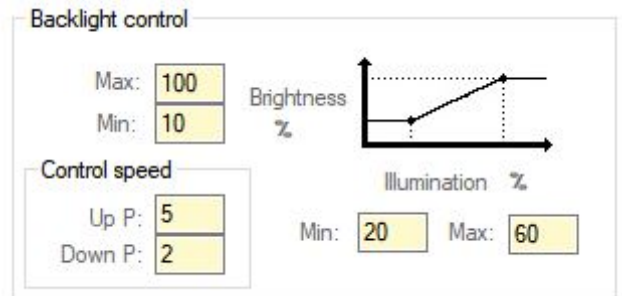 Backlight control
Max: 100
Min: 10
Brightness
%
Control speed
Up P: 5
Down P: 2
Illumination %
Min: 20 Max: 60